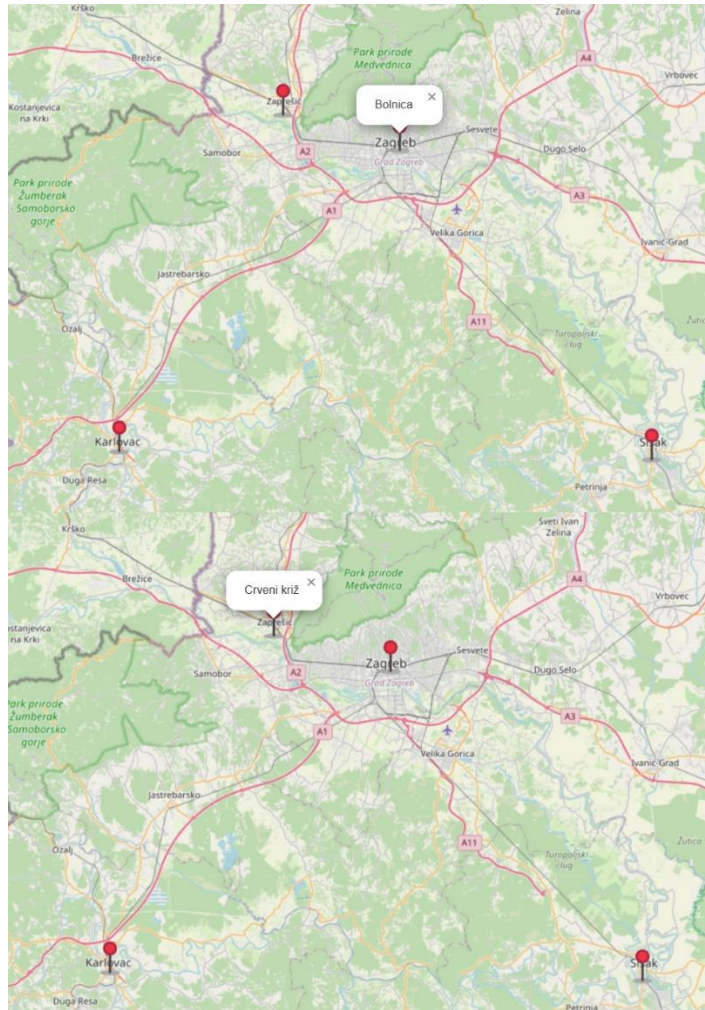 Krško
Zelina
Park prirode
Medvednica
A4
Brežice
Vrbovec
Zaprešić
Kostanjevica
na Krki
Bolnica
×
Zagreb
Sesvete
Samobor
A2
Grad Zagreb
Dugo Selo
Park prirode
Žumberak -
Samoborsko
gorje
A3
A1
Velika Gorica
Ivanić-Grad
Jastrebarsko
Ozalj
A11
Turopoljski
lug
Karlovac
Sisak
Duga Resa
Petrinja
Krško
Sveti Ivan
Zelina
Park prirode
Medvednica
A4
Brežice
Crveni križ
×
Vrbovec
Zaprešić
stanjevica
na Krki
Zagreb
Sesvete
Samobor
A2
Grad Zagreb
Dugo Selo
Park prirode
Žumberak -
Samoborsko
gorje
A3
A1
Velika Gorica
Ivanić-Grad
Jastrebarsko
Ozalj
A11
Žutica
Turopoljski
lug
Karlovac
Sisak
Duga Resa
Petrinja